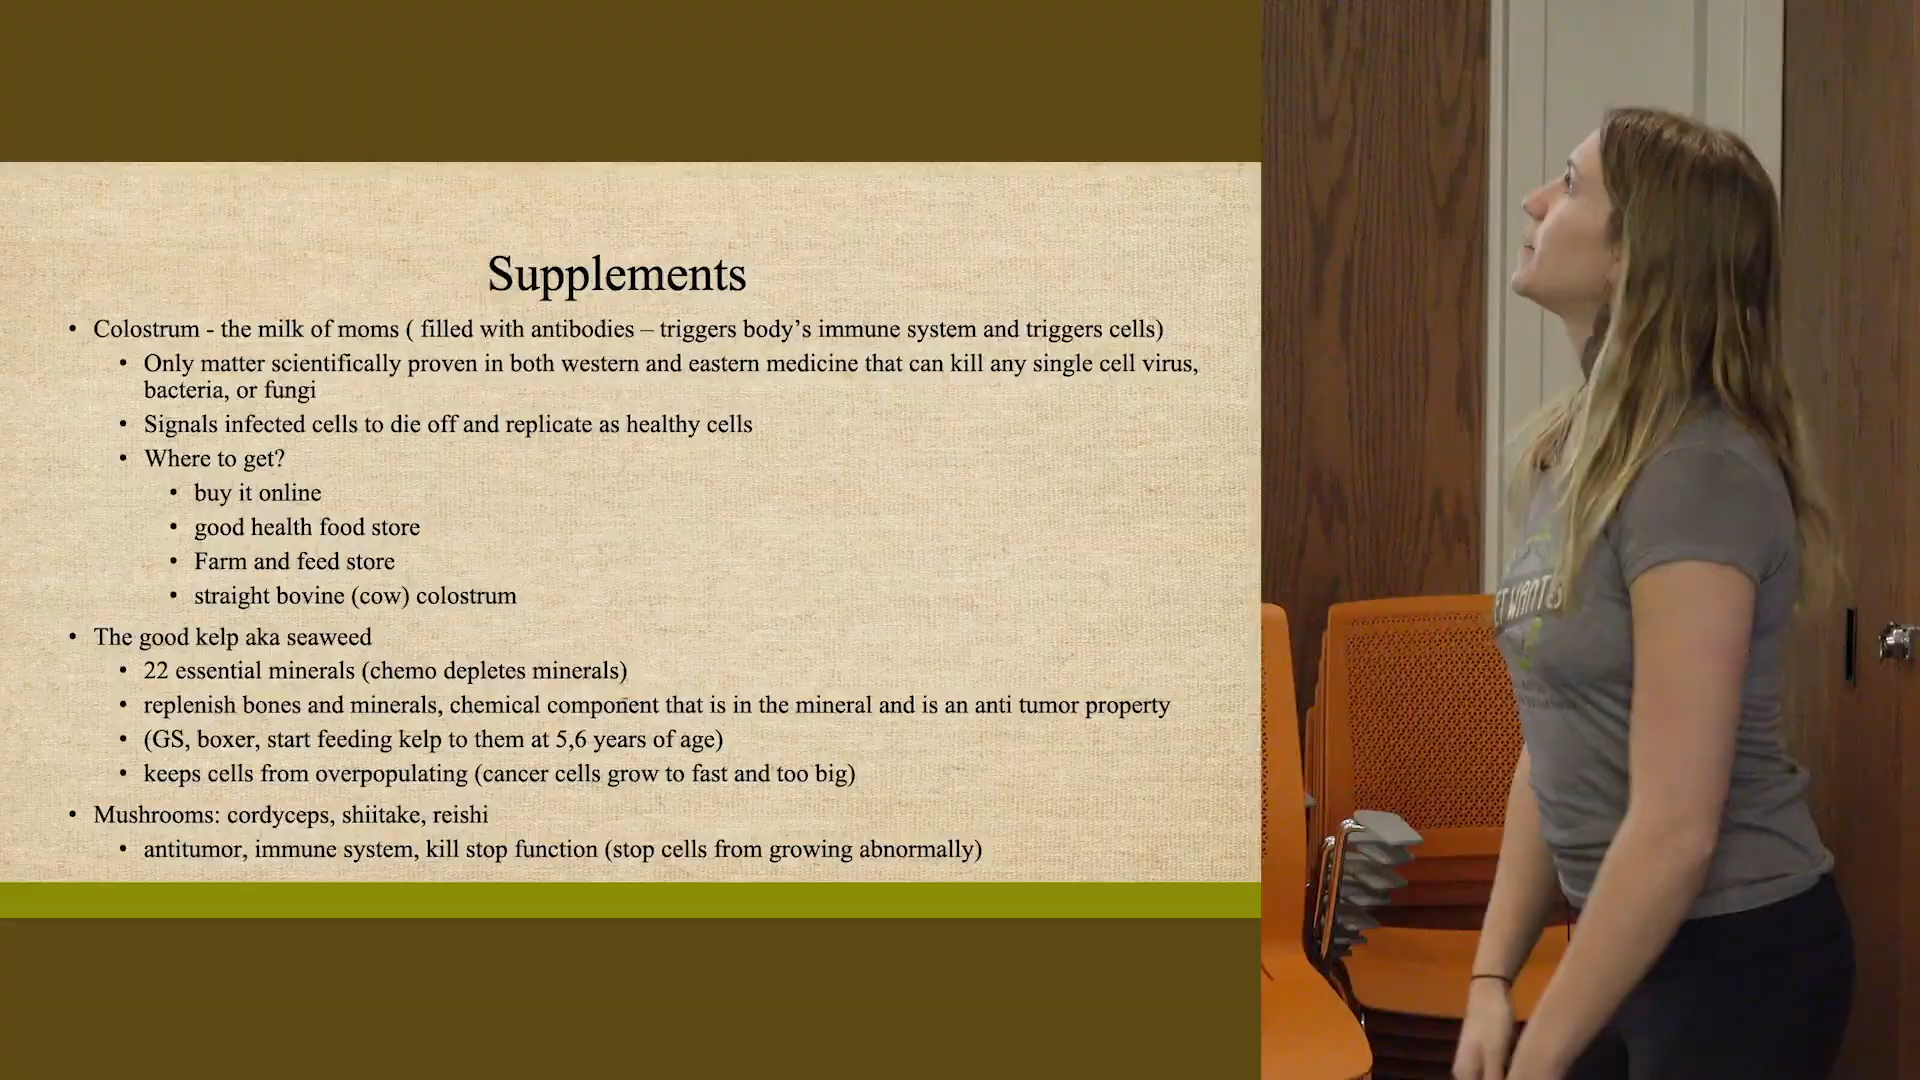 Supplements
• Colostrum - the milk of moms ( filled with antibodies – triggers body’s immune system and triggers cells)
• Only matter scientifically proven in both western and eastern medicine that can kill any single cell virus,
bacteria, or fungi
• Signals infected cells to die off and replicate as healthy cells
• Where to get?
• buy it online
• good health food store
• Farm and feed store
• straight bovine (cow) colostrum
• The good kelp aka seaweed
• 22 essential minerals (chemo depletes minerals)
• replenish bones and minerals, chemical component that is in the mineral and is an anti tumor property
• (GS, boxer, start feeding kelp to them at 5,6 years of age)
• keeps cells from overpopulating (cancer cells grow to fast and too big)
• Mushrooms: cordyceps, shiitake, reishi
• antitumor, immune system, kill stop function (stop cells from growing abnormally)